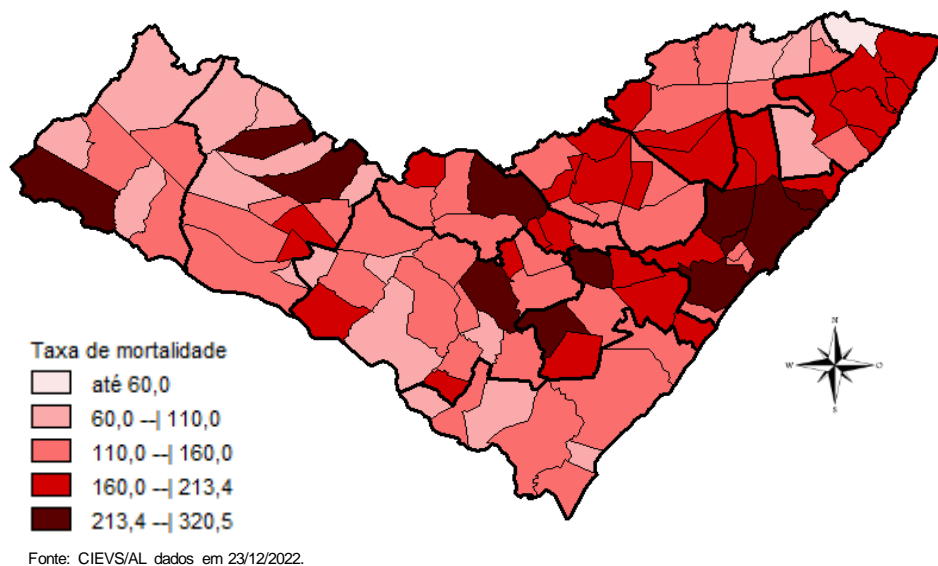 N
W
O
S
Taxa de mortalidade
até 60,0
60,0 --| 110,0
110,0 --| 160,0
160,0 --| 213,4
213,4 --| 320,5
Fonte: CIEVS/AL dados em 23/12/2022.